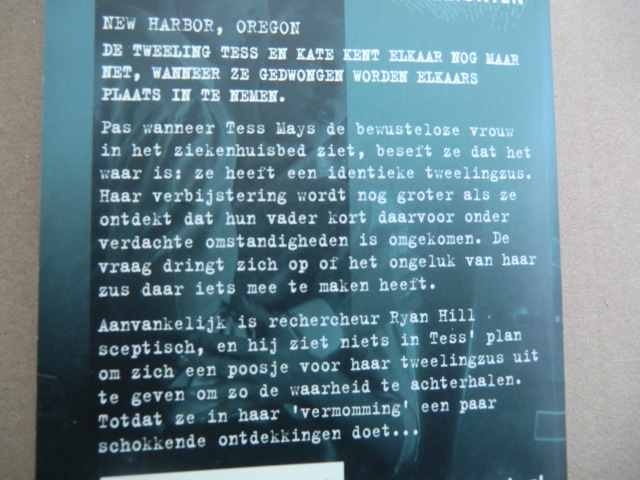 NEW HARBOR, OREGON
DE TWEELING TESS EN KATE KENT ELKAAR NOG MAAR
NET, WANNEER ZE GEDWONGEN WORDEN ELKAARS
PLAATS IN TE NEMEN.
Pas wanneer Tess Mays de bewusteloze vrouw
in het ziekenhuisbed ziet, beseft ze dat het
waar is: ze heeft een identieke tweelingzus.
Haar verbijstering wordt nog groter als ze
ontdekt dat hun vader kort daarvoor onder
verdachte omstandigheden is omgekomen. De
vraag dringt zich op of het ongeluk van haar
zus daar iets mee te maken heeft.
Aanvankelijk is rechercheur Ryan Hill
sceptisch, en hij ziet niets in Tess' plan
om zich een poosje voor haar tweelingzus uit
te geven om zo de waarheid te achterhalen.
Totdat ze in haar 'vermomming' een paar
schokkende ontdekkingen doet...